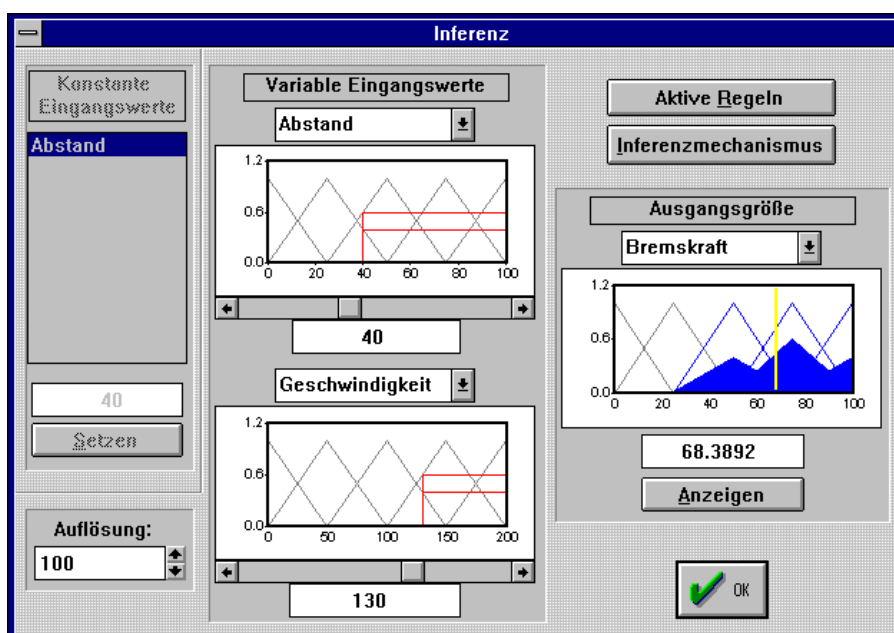 Inferenz
Konstante
Eingangswerte
Abstand
40
Setzen
Auflösung:
100
Variable Eingangswerte
Abstand
1.2
0.6
0.0
0 20 40 60 80 100
40
Geschwindigkeit
1.2
0.6
0.0
0 50 100 150 200
130
Aktive Regeln
Inferenzmechanismus
Ausgangsgröße
Bremskraft
1.2
0.6
0.0
0 20 40 60 80 100
68.3892
Anzeigen
OK